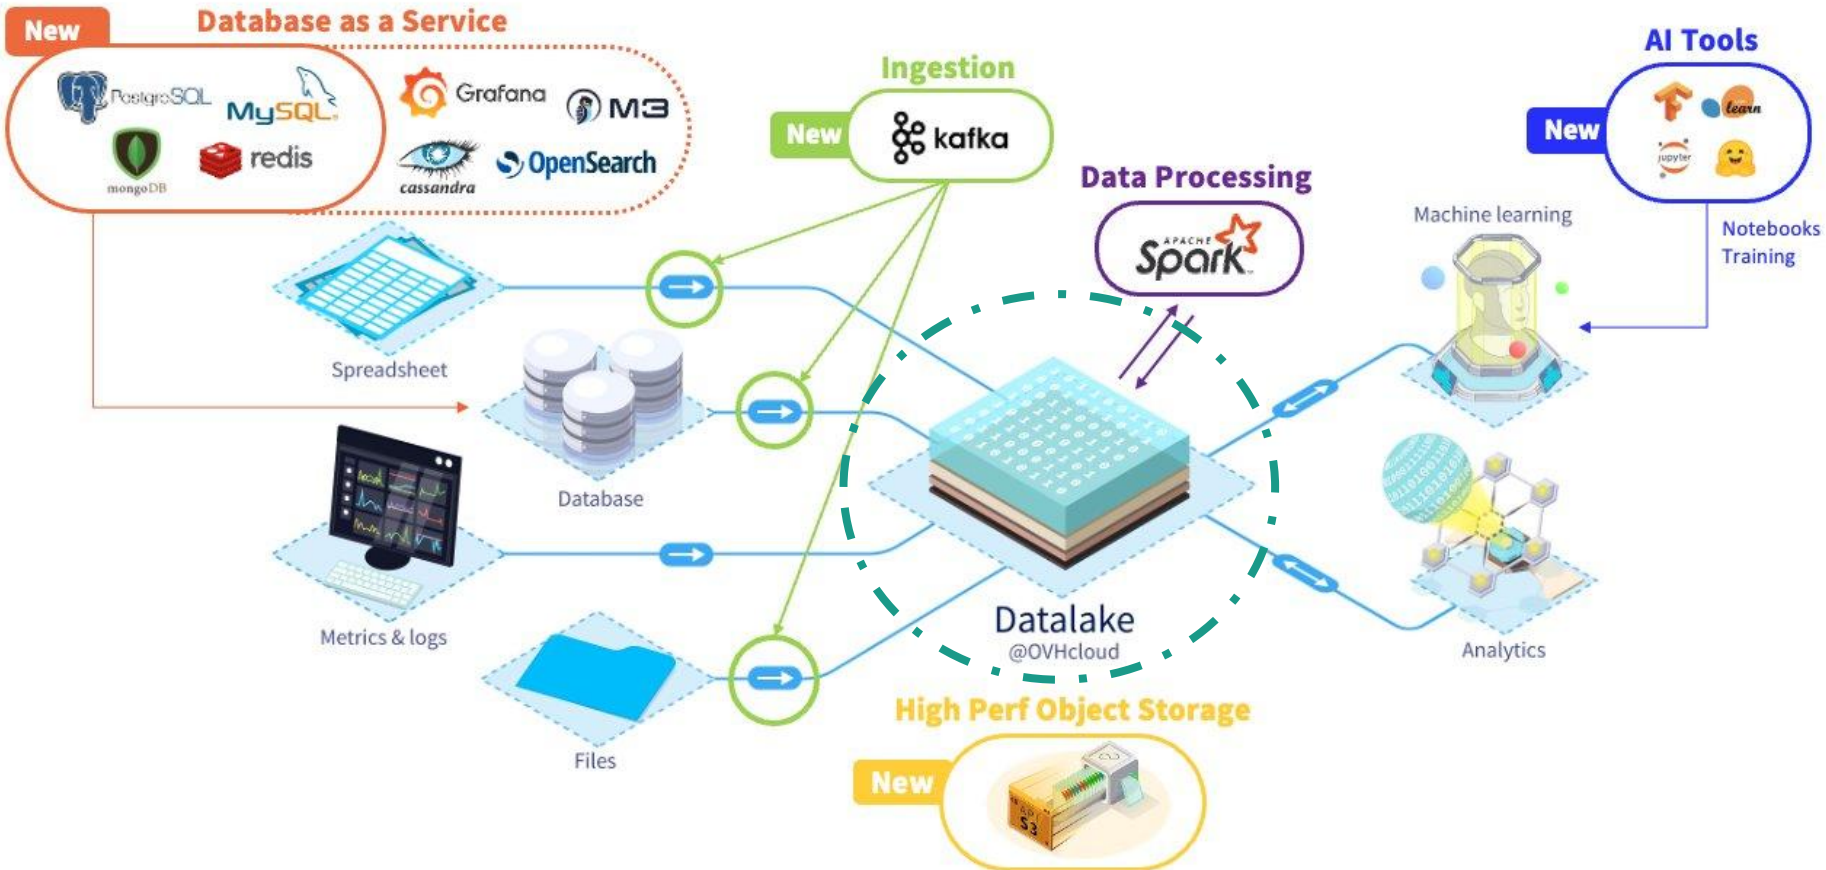 New
Database as a Service
PostgreSQL
MySQL
mongoDB
redis
Grafana
M3
cassandra
OpenSearch
Ingestion
New
kafka
Data Processing
APACHE
Spark
AI Tools
New
learn
jupyter
Notebooks
Training
Machine learning
Spreadsheet
Database
Metrics & logs
Files
Datalake
@OVHcloud
Analytics
High Perf Object Storage
New
API
S3